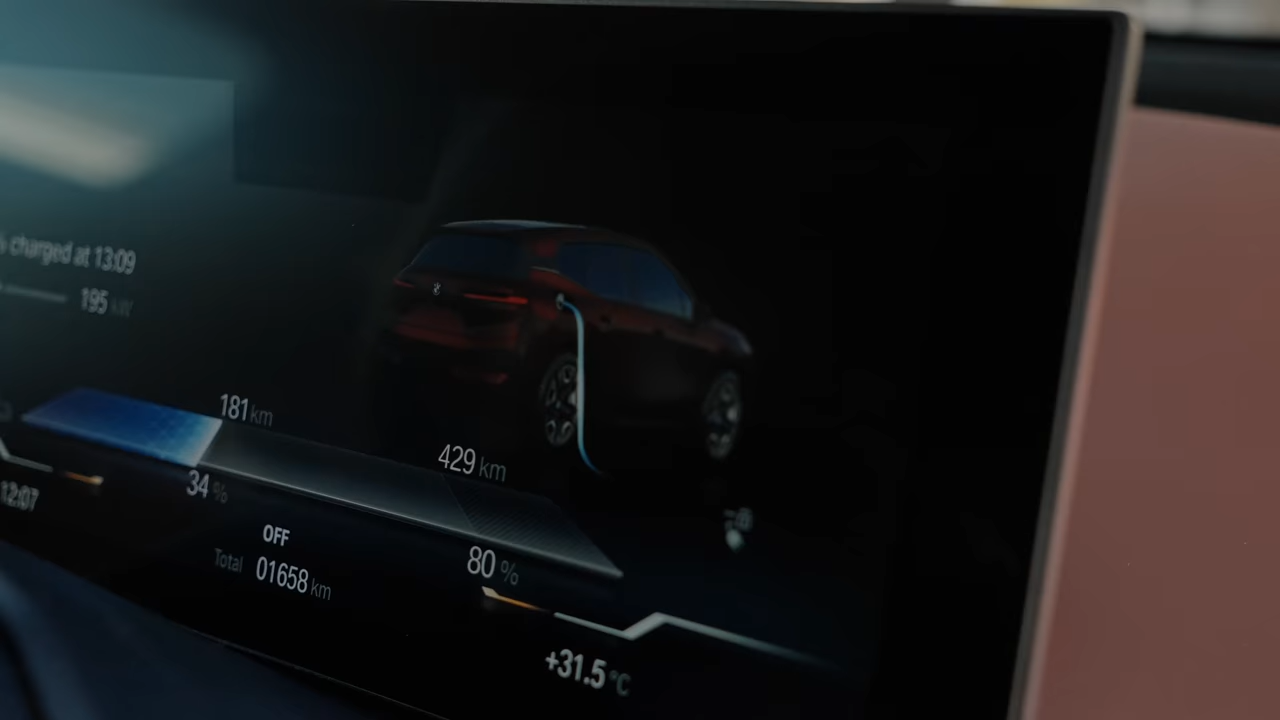 charged at 13:09
195 kW
181 km
429 km
34 %
80 %
12:07
OFF
Total 01658 km
+31.5 °C